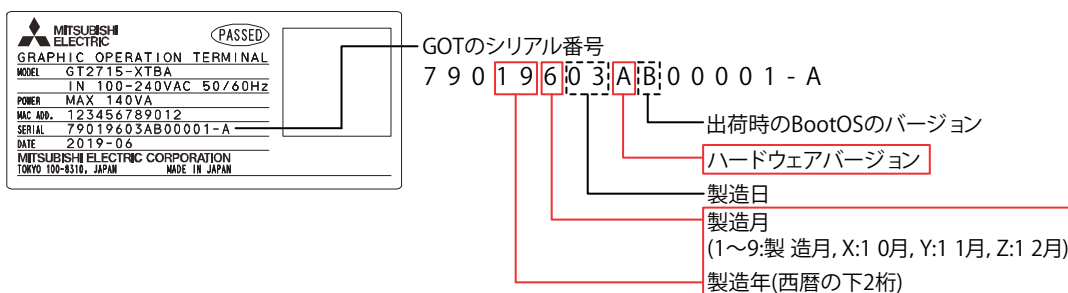 MITSUBISHI
ELECTRIC
PASSED
GRAPHIC OPERATION TERMINAL
MODEL GT2715-XTBA
IN 100-240VAC 50/60Hz
POWER MAX 140VA
MAC ADD. 123456789012
SERIAL 79019603AB00001-A
DATE 2019-06
MITSUBISHI ELECTRIC CORPORATION
TOKYO 100-8310, JAPAN MADE IN JAPAN
GOTのシリアル番号
7 9 0 1 9 6 0 3 A B 0 0 0 0 1 - A
出荷時のBootOSのバージョン
ハードウェアバージョン
製造日
製造月
(1～9:製 造月, X:1 0月, Y:1 1月, Z:1 2月)
製造年(西暦の下2桁)